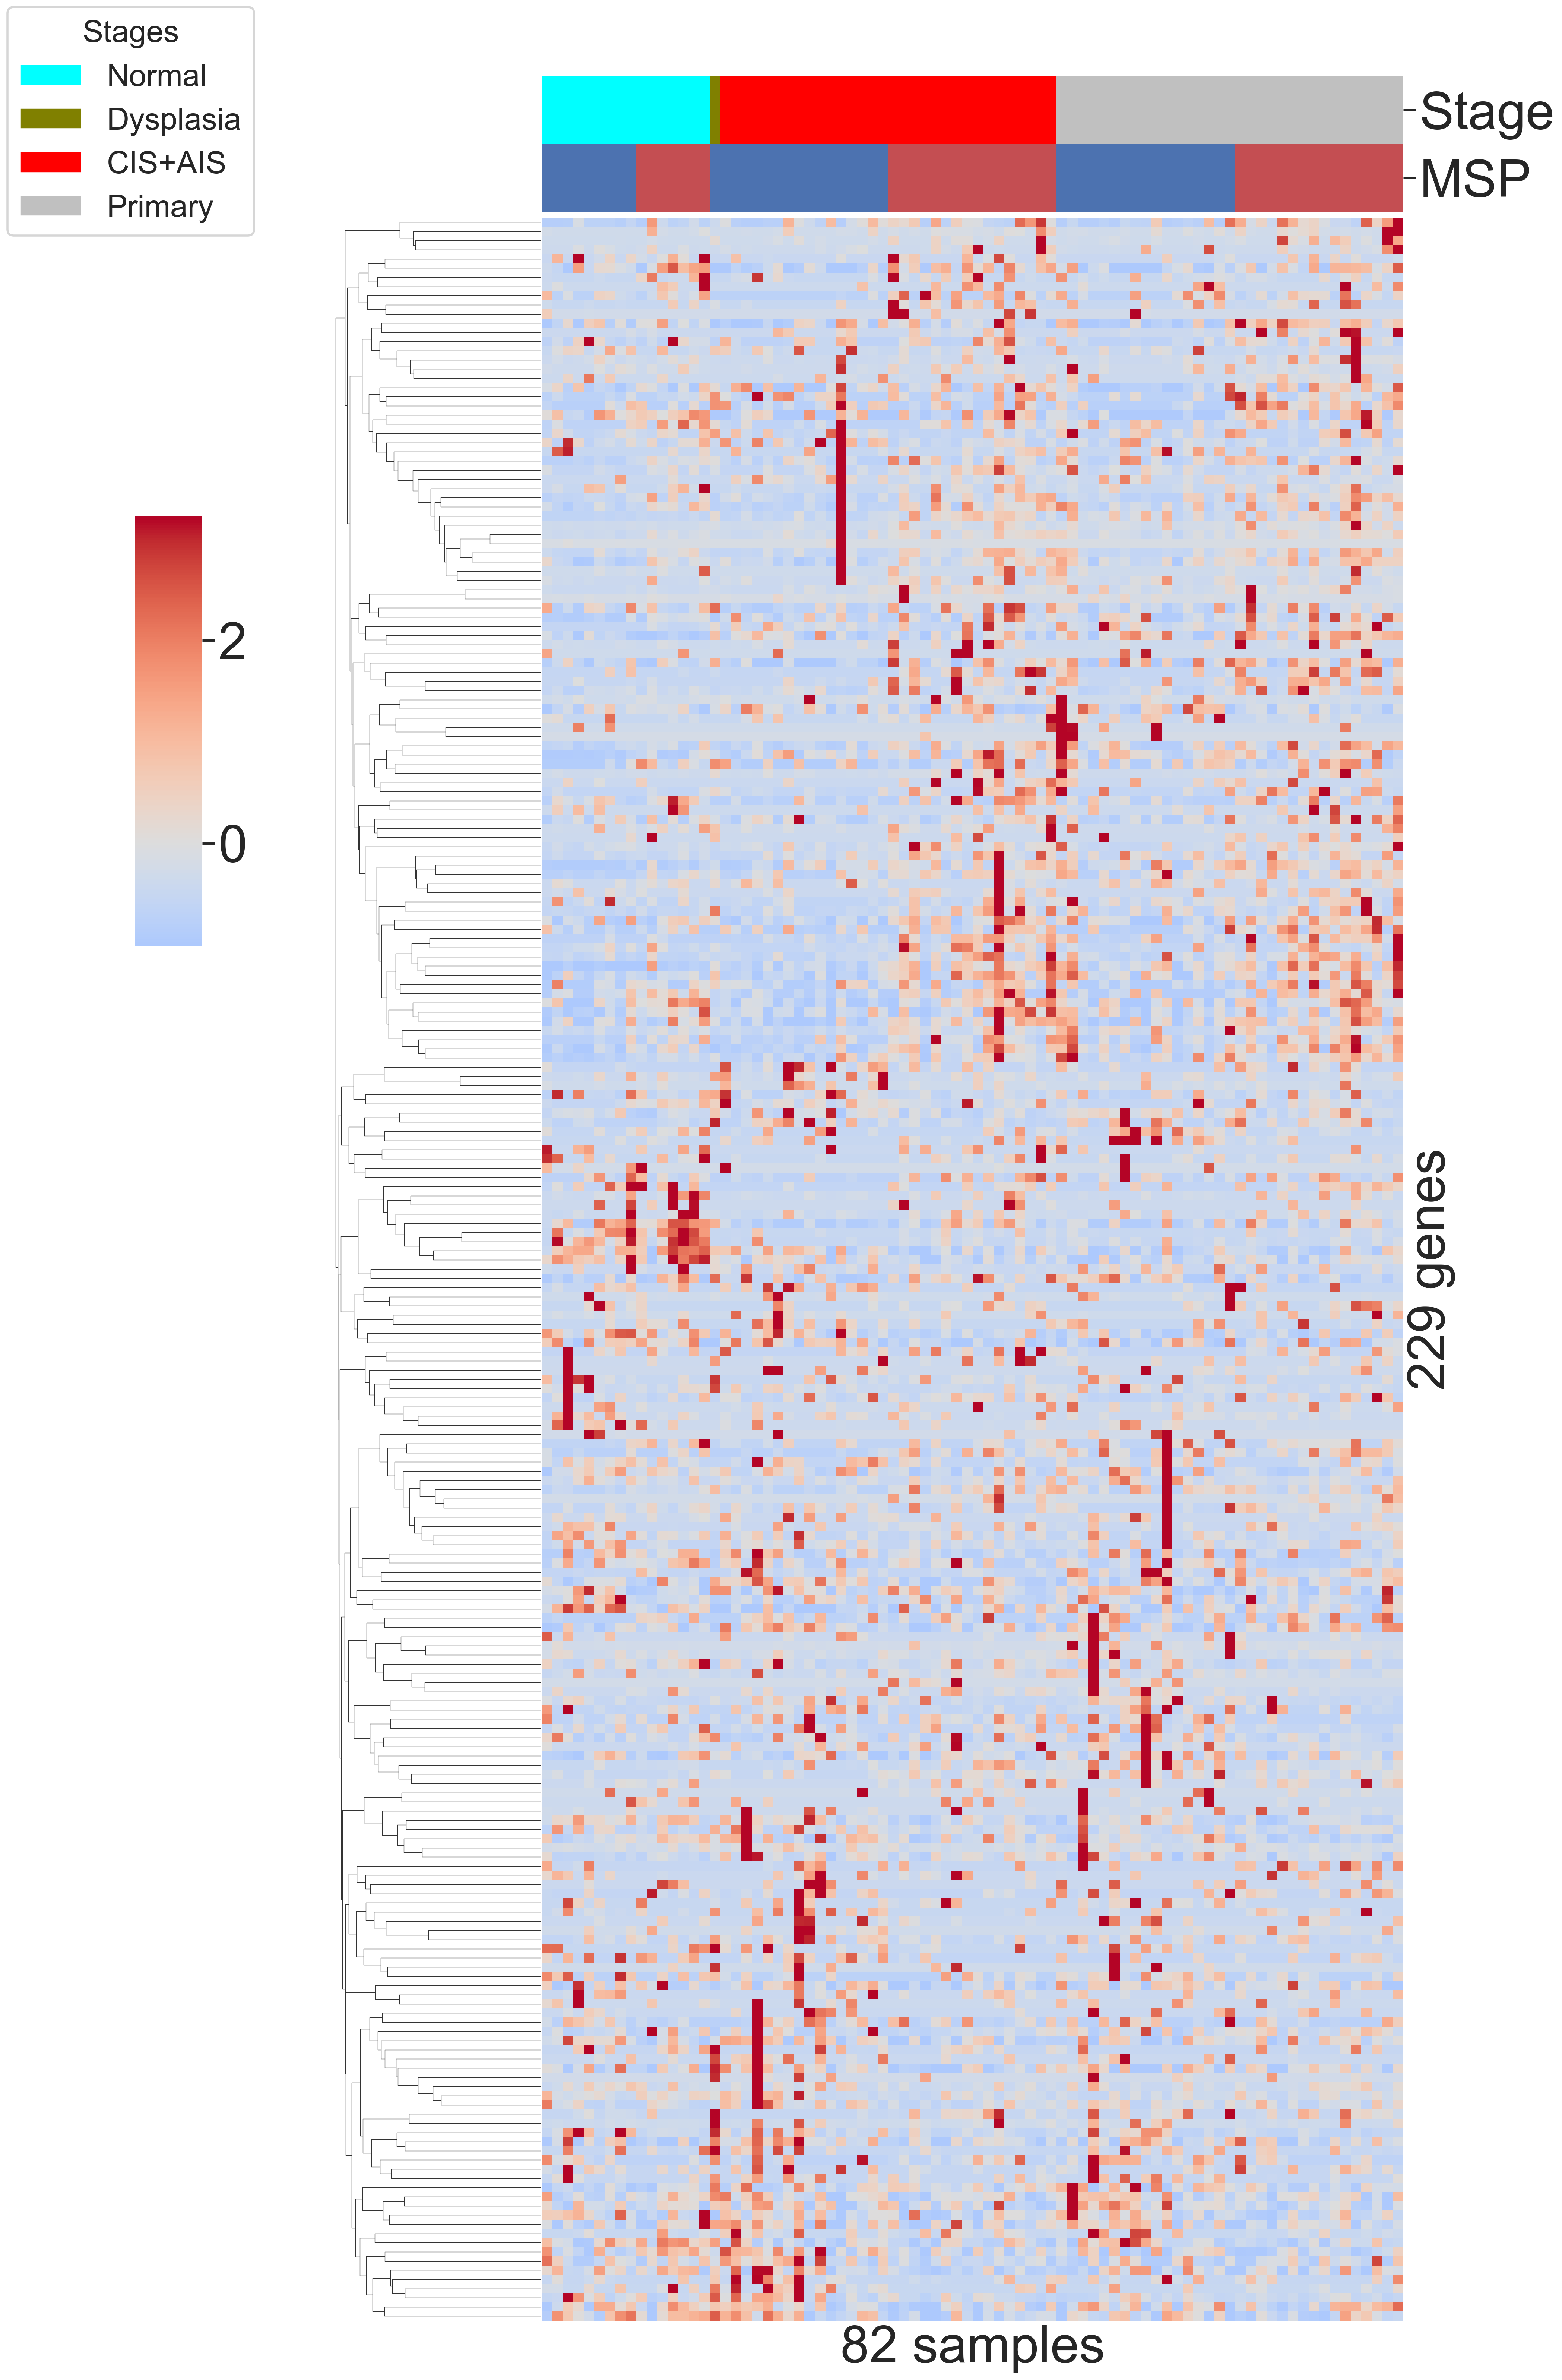 Stages
Normal
Dysplasia
CIS+AIS
Primary
Stage
MSP
2
0
229 genes
82 samples